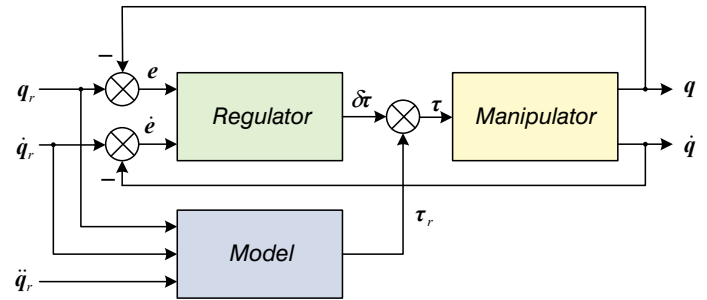 −
q_r
e
Regulator
δτ
τ
Manipulator
q
q̇_r
ė
q̇
−
τ_r
Model
q̈_r